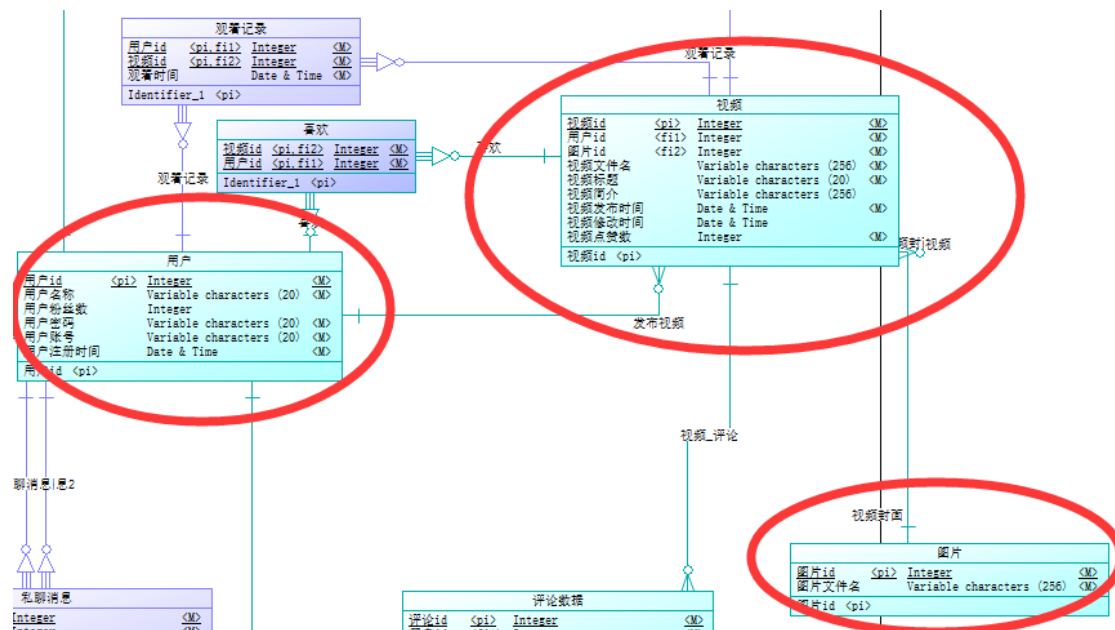 观看记录
用户id <pi,fi1> Integer <M>
视频id <pi,fi2> Integer <M>
观看时间 Date & Time <M>
Identifier_1 <pi>
观看记录
喜欢
视频id <pi,fi2> Integer <M>
用户id <pi,fi1> Integer <M>
Identifier_1 <pi>
视频
视频id <pi> Integer <M>
用户id <fi1> Integer <M>
图片id <fi2> Integer <M>
视频文件名 Variable characters (256) <M>
视频标题 Variable characters (20) <M>
视频简介 Variable characters (256)
视频发布时间 Date & Time <M>
视频修改时间 Date & Time
视频点赞数 Integer <M>
视频id <pi>
观看记录
用户
用户id <pi> Integer <M>
用户名称 Variable characters (20) <M>
用户粉丝数 Integer
用户密码 Variable characters (20) <M>
用户账号 Variable characters (20) <M>
用户注册时间 Date & Time <M>
用户id <pi>
发布视频
视频_评论
视频封面
图片
图片id <pi> Integer <M>
图片文件名 Variable characters (256) <M>
图片id <pi>
私聊消息
Integer <M>
评论数据
评论id <pi> Integer <M>